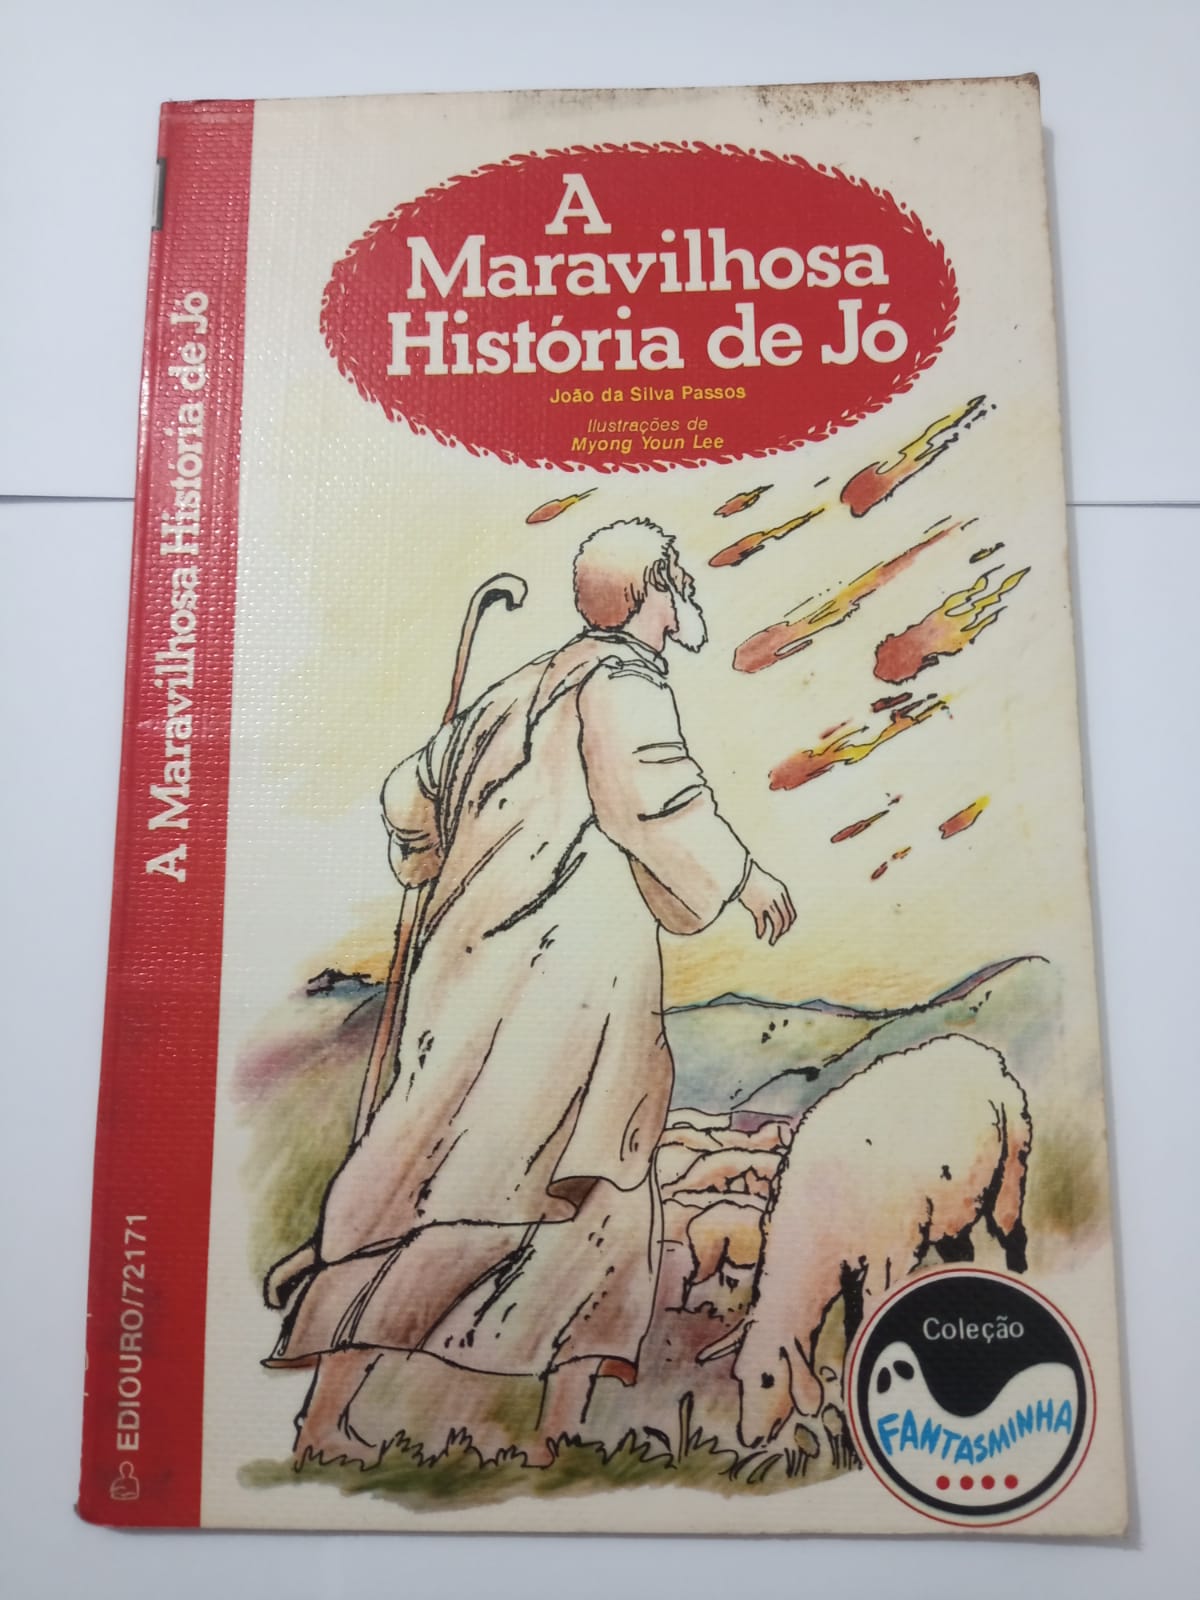 A
Maravilhosa
História de Jó
João da Silva Passos
Ilustrações de
Myong Youn Lee
A Maravilhosa História de Jó
EDIOURO/72171
Coleção
FANTASMINHA